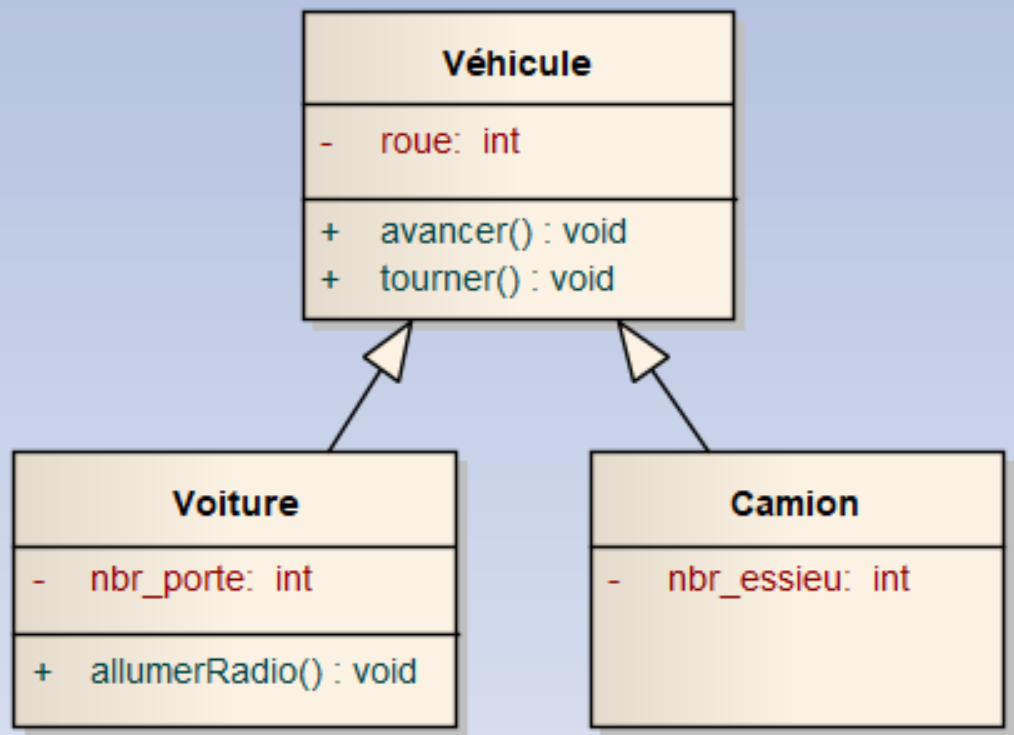 Véhicule
- roue: int
+ avancer() : void
+ tourner() : void
Voiture
- nbr_porte: int
+ allumerRadio() : void
Camion
- nbr_essieu: int